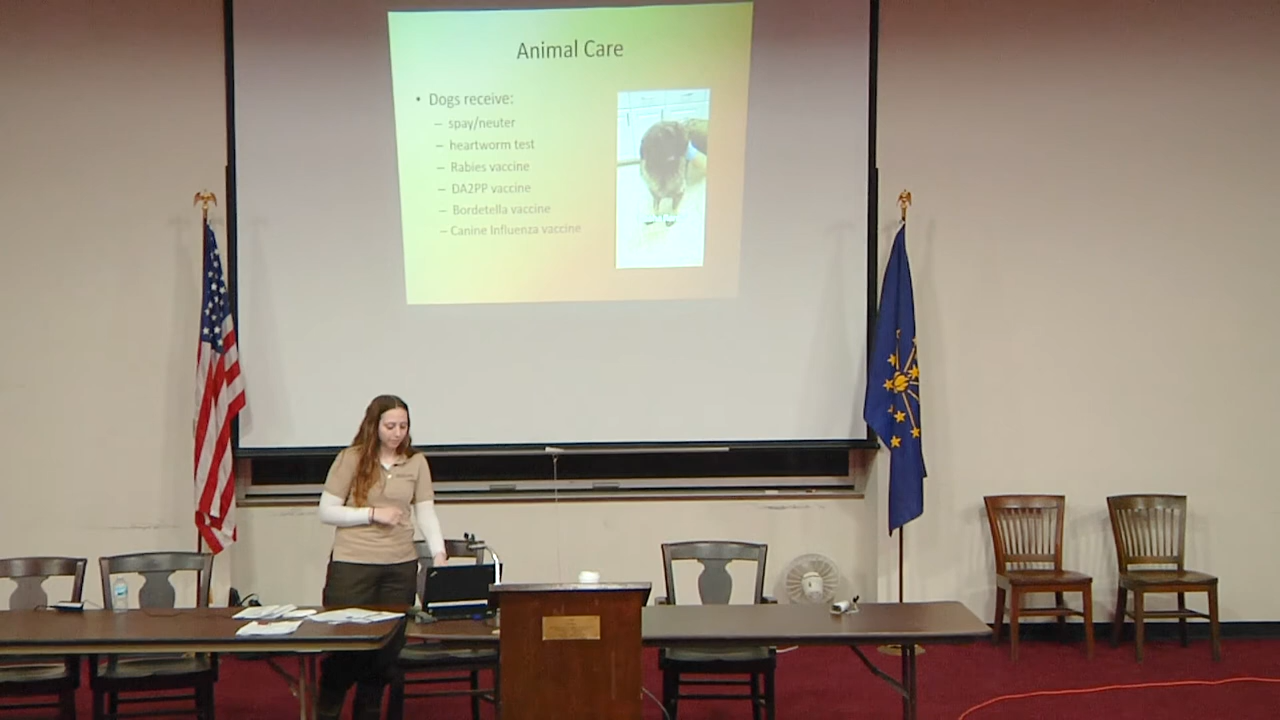 Animal Care
• Dogs receive:
– spay/neuter
– heartworm test
– Rabies vaccine
– DA2PP vaccine
– Bordetella vaccine
– Canine Influenza vaccine